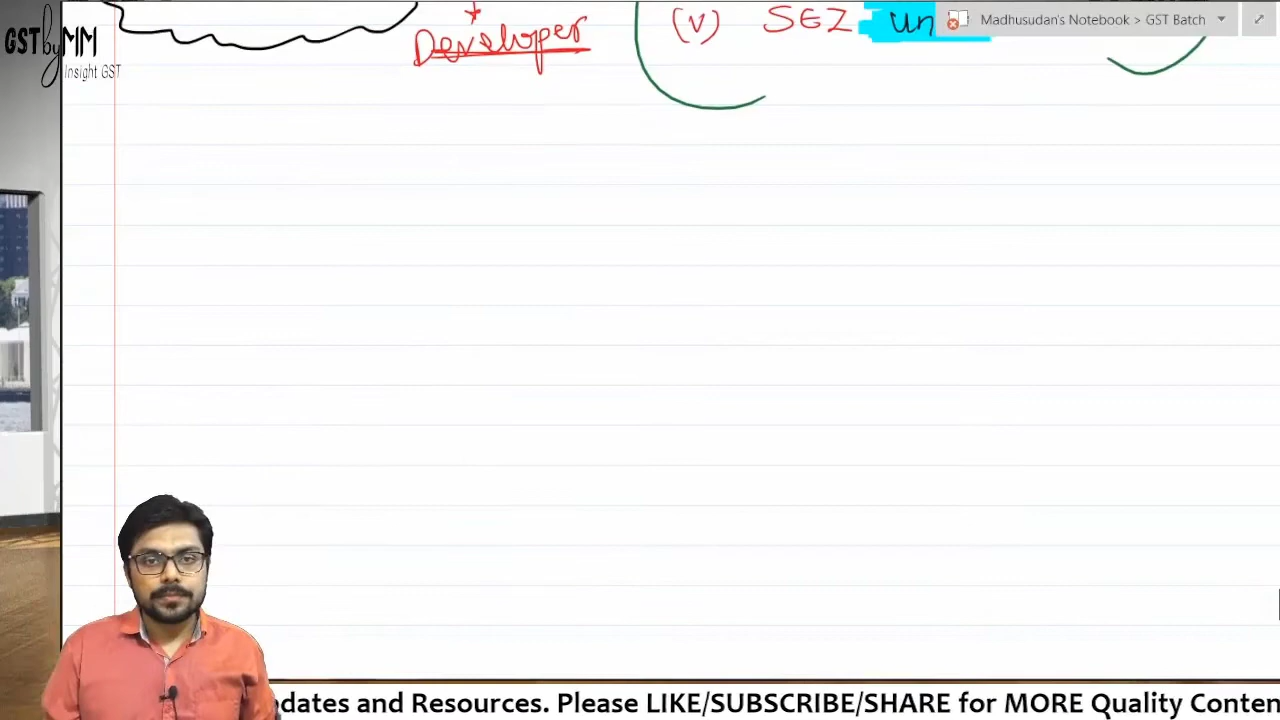 GST by MM
Insight GST
Developer
(v) SEZ Un
Madhusudan's Notebook > GST Batch
dates and Resources. Please LIKE/SUBSCRIBE/SHARE for MORE Quality Conten